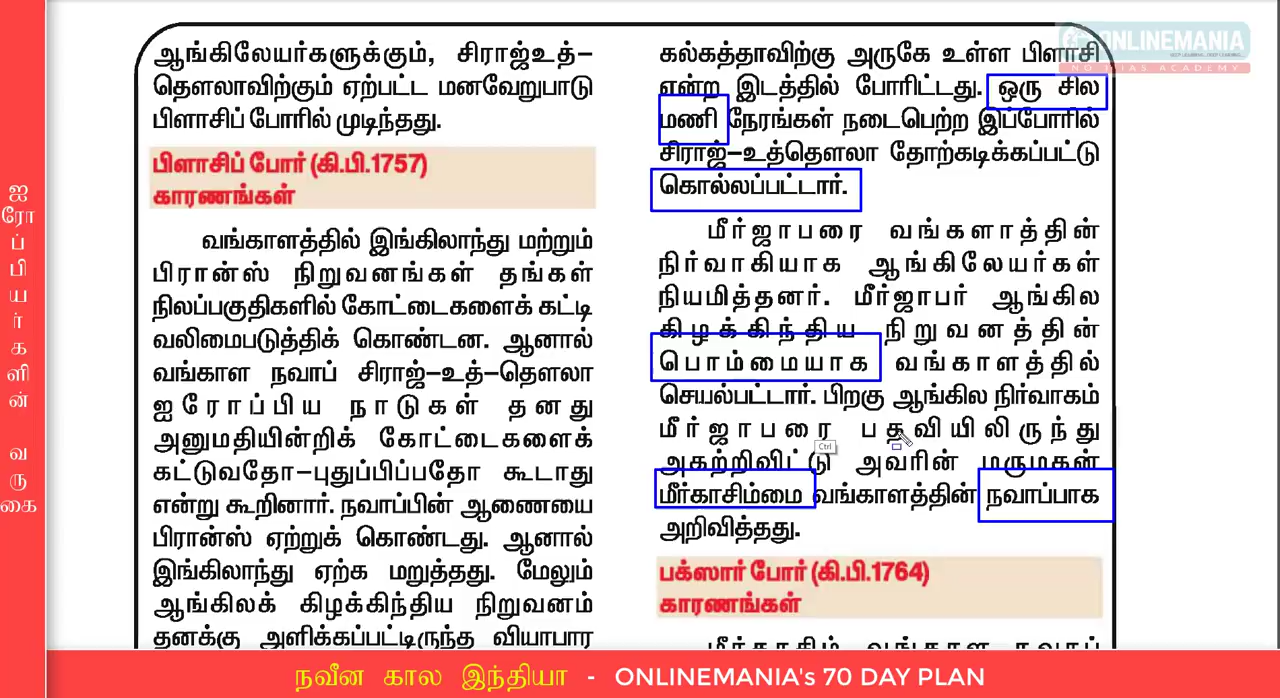 ஐரோப்பியர்களின் வருகை
ஆங்கிலேயர்களுக்கும், சிராஜ்உத்–
தௌலாவிற்கும் ஏற்பட்ட மனவேறுபாடு
பிளாசிப் போரில் முடிந்தது.
பிளாசிப் போர் (கி.பி.1757)
காரணங்கள்
வங்காளத்தில் இங்கிலாந்து மற்றும்
பிரான்ஸ் நிறுவனங்கள் தங்கள்
நிலப்பகுதிகளில் கோட்டைகளைக் கட்டி
வலிமைபடுத்திக் கொண்டன. ஆனால்
வங்காள நவாப் சிராஜ்–உத்–தௌலா
ஐரோப்பிய நாடுகள் தனது
அனுமதியின்றிக் கோட்டைகளைக்
கட்டுவதோ–புதுப்பிப்பதோ கூடாது
என்று கூறினார். நவாப்பின் ஆணையை
பிரான்ஸ் ஏற்றுக் கொண்டது. ஆனால்
இங்கிலாந்து ஏற்க மறுத்தது. மேலும்
ஆங்கிலக் கிழக்கிந்திய நிறுவனம்
தனக்கு அளிக்கப்பட்டிருந்த வியாபார
கல்கத்தாவிற்கு அருகே உள்ள பிளாசி
என்ற இடத்தில் போரிட்டது. ஒரு சில
மணி நேரங்கள் நடைபெற்ற இப்போரில்
சிராஜ்–உத்தௌலா தோற்கடிக்கப்பட்டு
கொல்லப்பட்டார்.
மீர்ஜாபரை வங்களாத்தின்
நிர்வாகியாக ஆங்கிலேயர்கள்
நியமித்தனர். மீர்ஜாபர் ஆங்கில
கிழக்கிந்திய நிறுவனத்தின்
பொம்மையாக வங்காளத்தில்
செயல்பட்டார். பிறகு ஆங்கில நிர்வாகம்
மீர்ஜாபரை பதவியிலிருந்து
அகற்றிவிட்டு அவரின் மருமகன்
மீர்காசிம்மை வங்காளத்தின் நவாப்பாக
அறிவித்தது.
பக்ஸார் போர் (கி.பி.1764)
காரணங்கள்
மீர்காசிம் வங்காள நவாப்
Ctrl
ONLINEMANIA
நவீன கால இந்தியா - ONLINEMANIA's 70 DAY PLAN